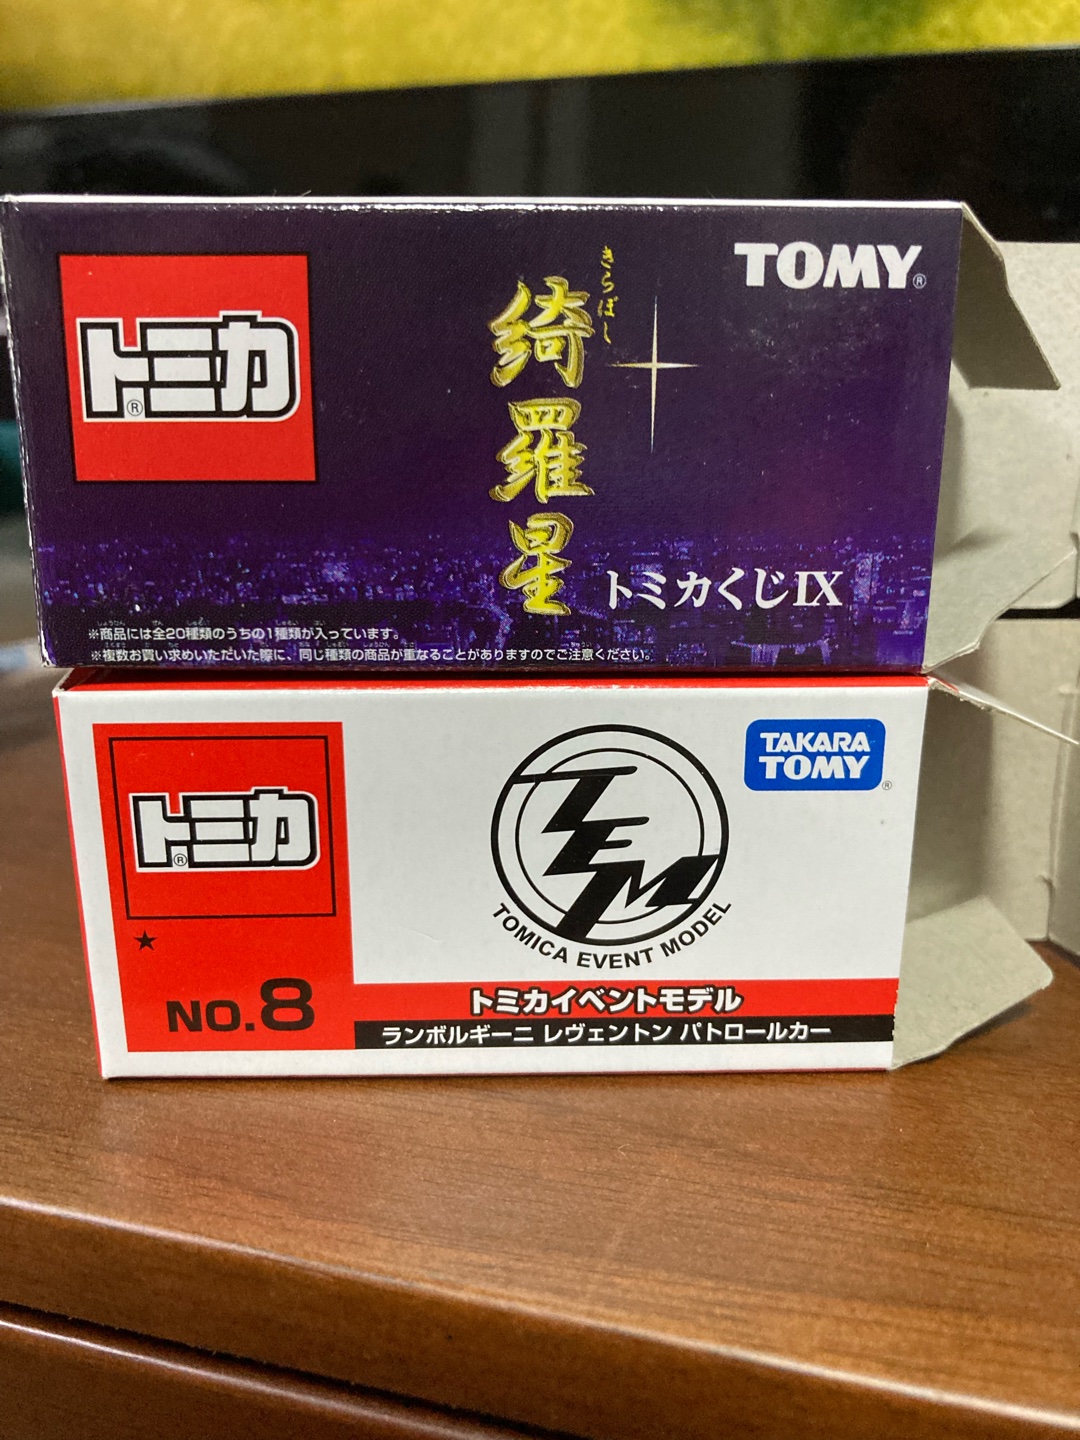 トミカ®
きらぼし
綺羅星
TOMY®
トミカくじIX
※商品には全20種類のうちの1種類が入っています。
※複数お買い求めいただいた際に、同じ種類の商品が重なることがありますのでご注意ください。
トミカ®
★
NO.8
TEM
TOMICA EVENT MODEL
TAKARA
TOMY®
トミカイベントモデル
ランボルギーニ レヴェントン パトロールカー